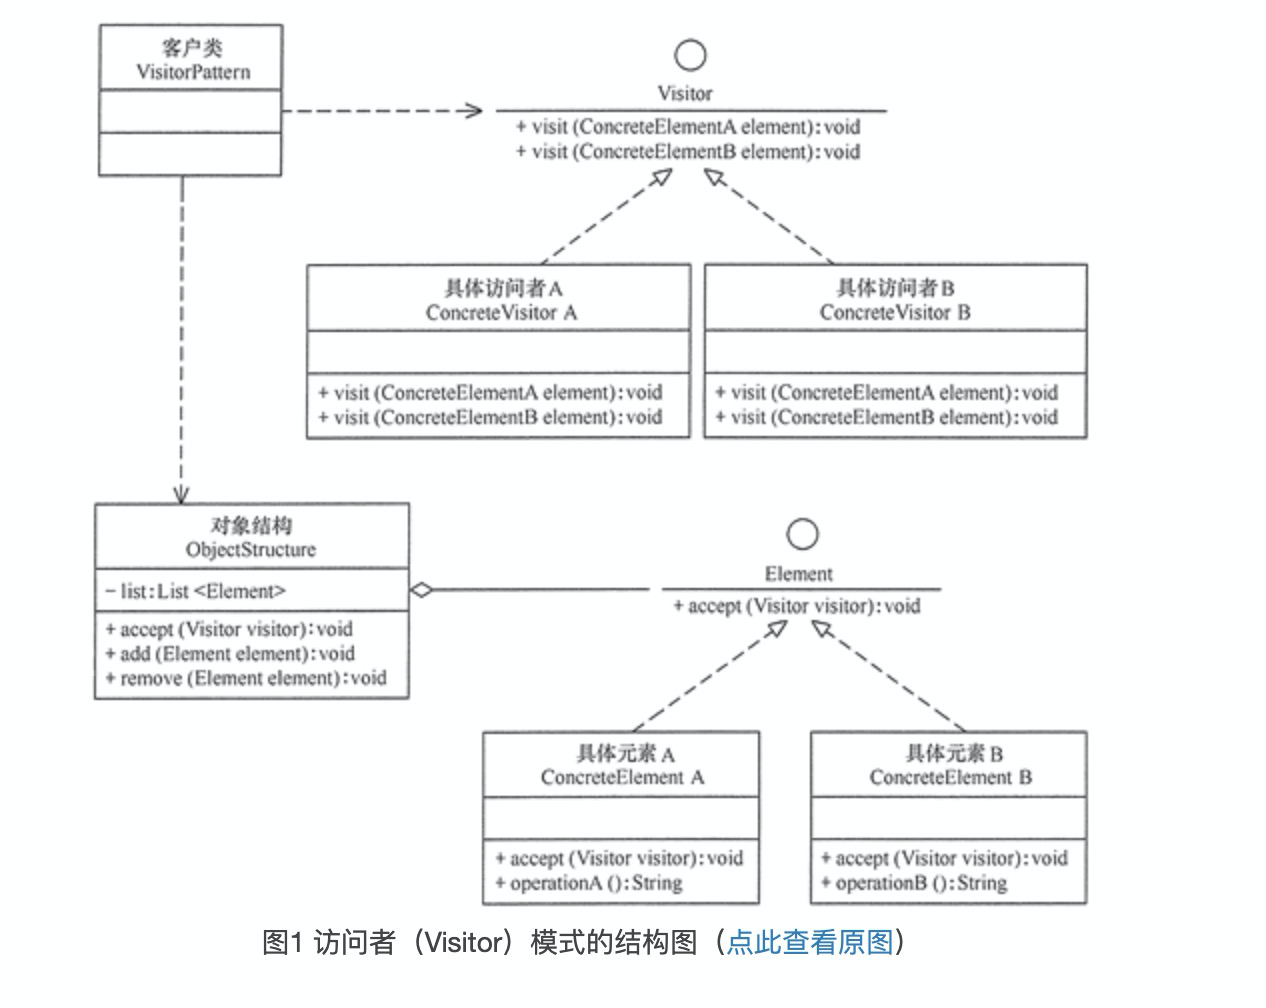 客户类
VisitorPattern
Visitor
+ visit (ConcreteElementA element):void
+ visit (ConcreteElementB element):void
具体访问者A
ConcreteVisitor A
+ visit (ConcreteElementA element):void
+ visit (ConcreteElementB element):void
具体访问者B
ConcreteVisitor B
+ visit (ConcreteElementA element):void
+ visit (ConcreteElementB element):void
对象结构
ObjectStructure
- list:List <Element>
+ accept (Visitor visitor):void
+ add (Element element):void
+ remove (Element element):void
Element
+ accept (Visitor visitor):void
具体元素A
ConcreteElement A
+ accept (Visitor visitor):void
+ operationA ():String
具体元素B
ConcreteElement B
+ accept (Visitor visitor):void
+ operationB ():String
图1 访问者（Visitor）模式的结构图（点此查看原图）